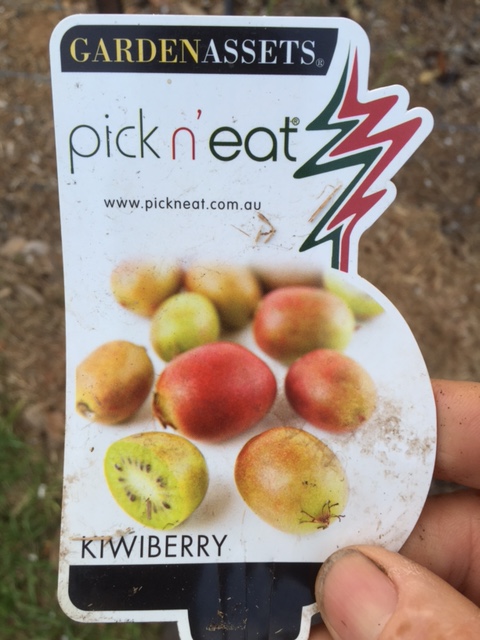 GARDENASSETS®
pick n' eat®
www.pickneat.com.au
KIWIBERRY